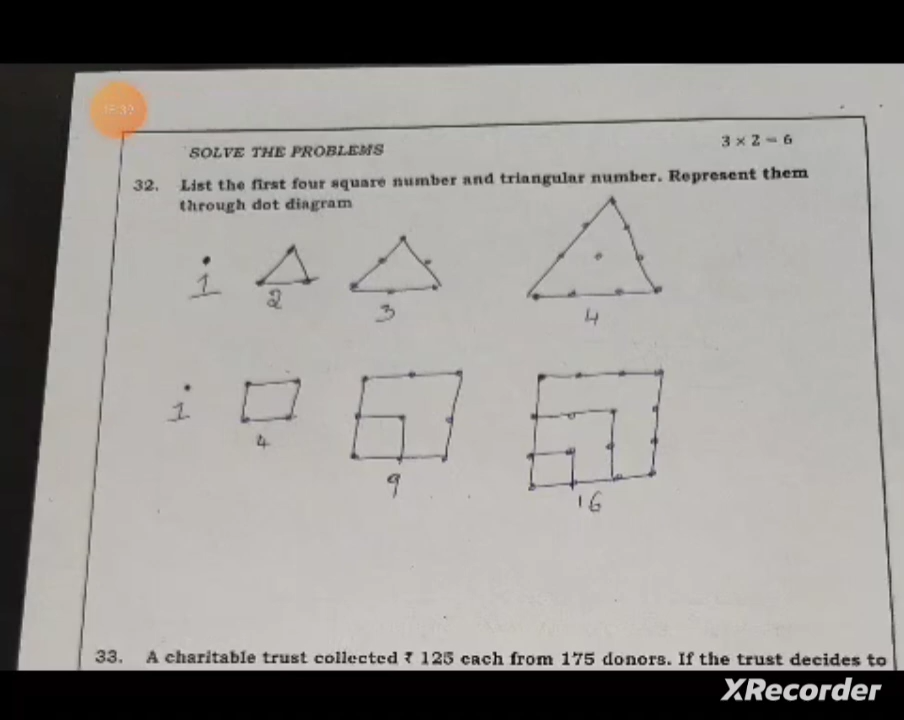 SOLVE THE PROBLEMS
3 × 2 = 6
32. List the first four square number and triangular number. Represent them
through dot diagram
1 2 3 4
1 4 9 16
33. A charitable trust collected ₹ 125 each from 175 donors. If the trust decides to
XRecorder